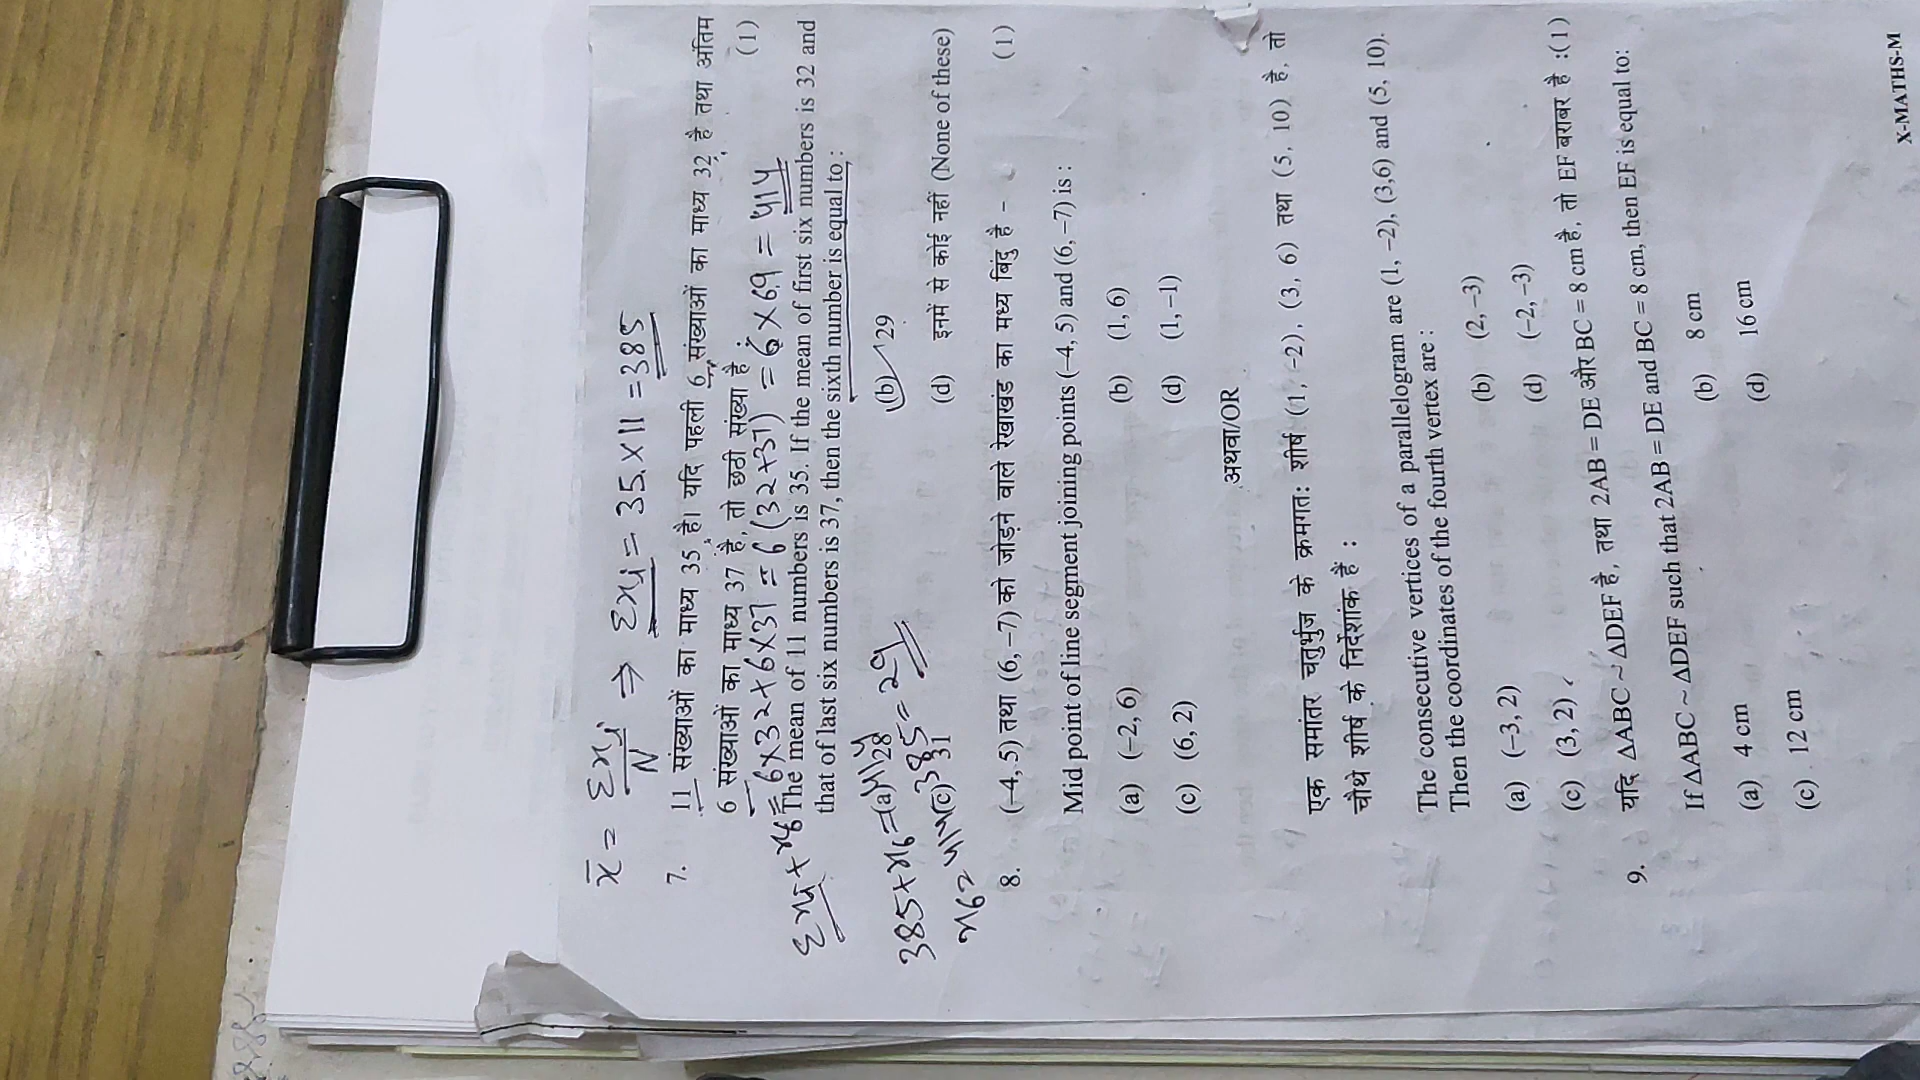 x̄ = Σxi/N ⇒ Σxi = 35×11 = 385
7. 11 संख्याओं का माध्य 35 है। यदि पहली 6 संख्याओं का माध्य 32 है तथा अंतिम
6 संख्याओं का माध्य 37 है, तो छठी संख्या है : (1)
Σxi + x6 = 6×32+6×37 = 6(32+37) = 6×69 = 414
The mean of 11 numbers is 35. If the mean of first six numbers is 32 and
that of last six numbers is 37, then the sixth number is equal to :
385+x6 = 414
(a) 28 (b) 29
x6 = 414 - 385 = 29
(c) 31 (d) इनमें से कोई नहीं (None of these)
8. (–4, 5) तथा (6, –7) को जोड़ने वाले रेखाखंड का मध्य बिंदु है – (1)
Mid point of line segment joining points (–4, 5) and (6, –7) is :
(a) (–2, 6) (b) (1, 6)
(c) (6, 2) (d) (1, –1)
अथवा/OR
एक समांतर चतुर्भुज के क्रमगत: शीर्ष (1, -2), (3, 6) तथा (5, 10) है, तो
चौथे शीर्ष के निर्देशांक हैं :
The consecutive vertices of a parallelogram are (1, –2), (3,6) and (5, 10).
Then the coordinates of the fourth vertex are :
(a) (–3, 2) (b) (2, –3)
(c) (3, 2) (d) (–2, –3)
9. यदि ΔABC ~ ΔDEF है, तथा 2AB = DE और BC = 8 cm है, तो EF बराबर है :(1)
If ΔABC ~ ΔDEF such that 2AB = DE and BC = 8 cm, then EF is equal to:
(a) 4 cm (b) 8 cm
(c) 12 cm (d) 16 cm
X-MATHS-M